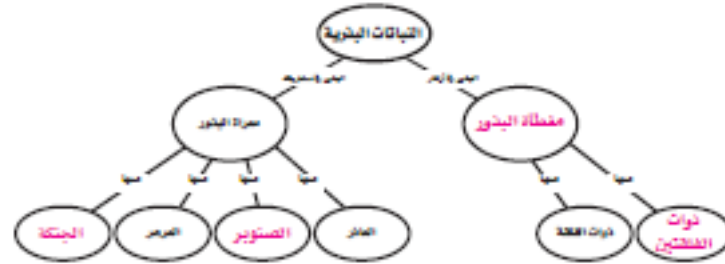 النباتات البذرية
معراة البذور
مغطاة البذور
منها
منها
منها
منها
منها
منها
الجنكة
العرعر
الصنوبر
ذوات الفلقة
ذوات
الفلقتين